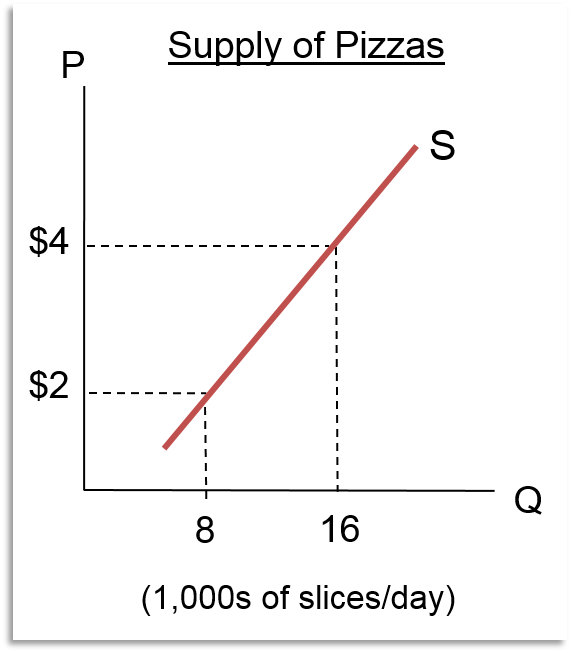 Supply of Pizzas
P
S
$4
$2
Q
8 16
(1,000s of slices/day)